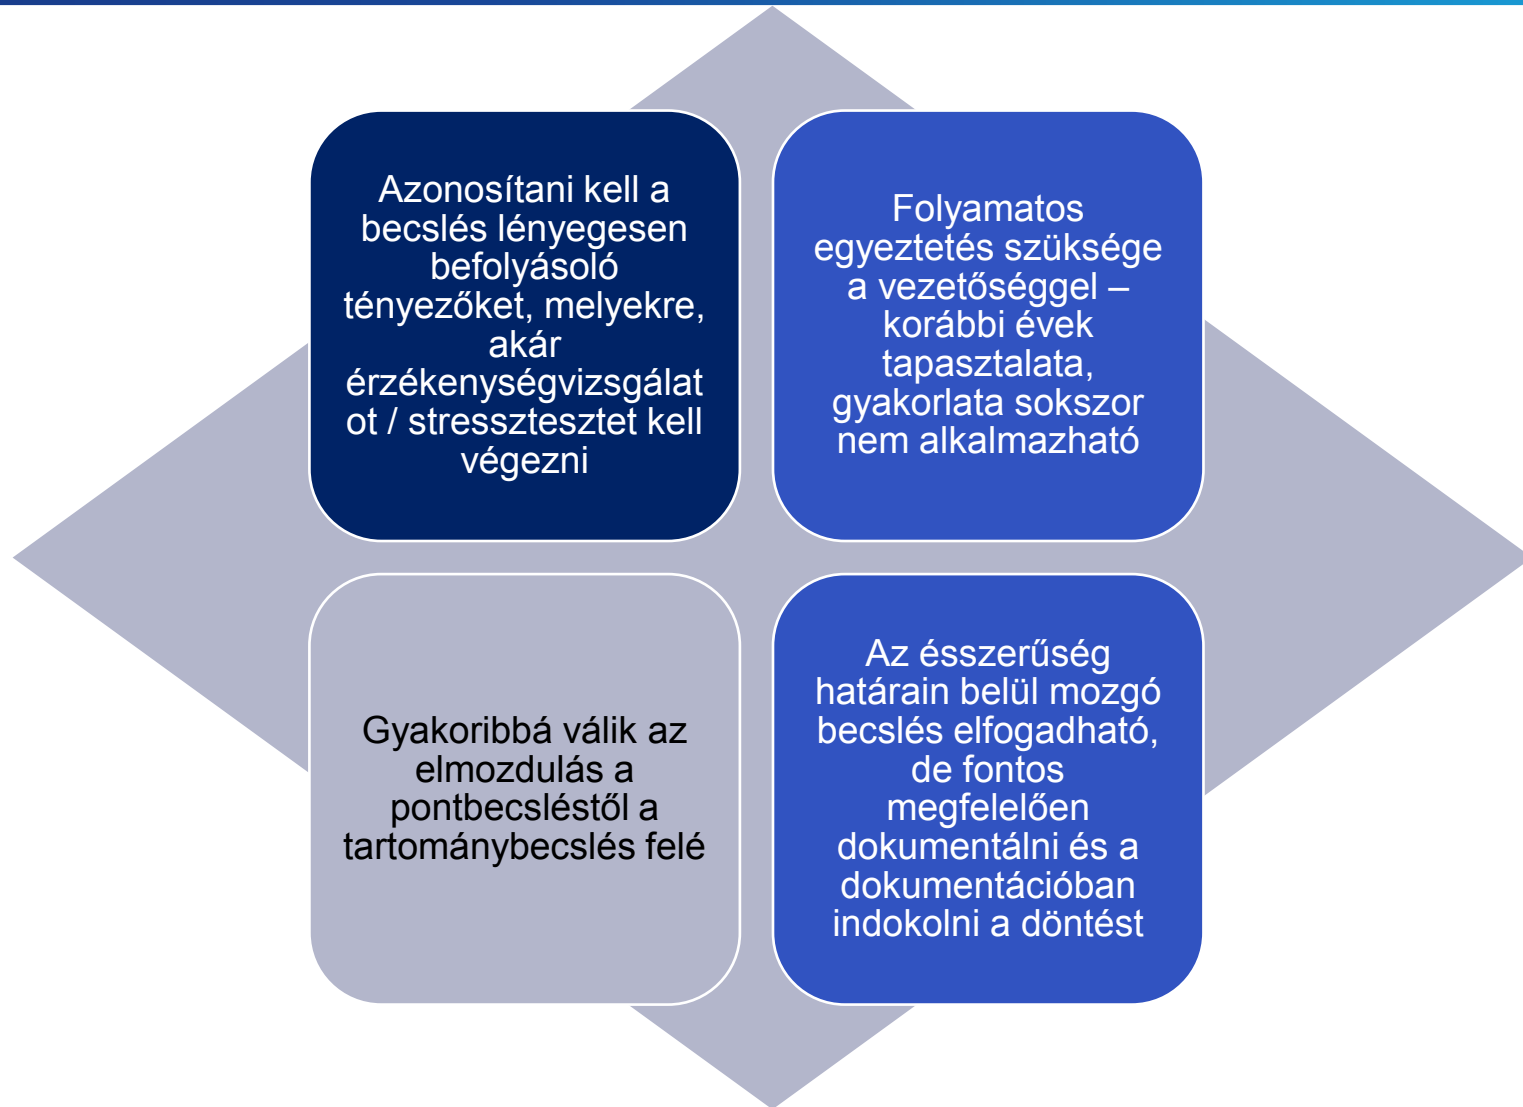 Azonosítani kell a
becslés lényegesen
befolyásoló
tényezőket, melyekre,
akár
érzékenységvizsgálat
ot / stressztesztet kell
végezni
Folyamatos
egyeztetés szüksége
a vezetőséggel –
korábbi évek
tapasztalata,
gyakorlata sokszor
nem alkalmazható
Gyakoribbá válik az
elmozdulás a
pontbecsléstől a
tartománybecslés felé
Az ésszerűség
határain belül mozgó
becslés elfogadható,
de fontos
megfelelően
dokumentálni és a
dokumentációban
indokolni a döntést